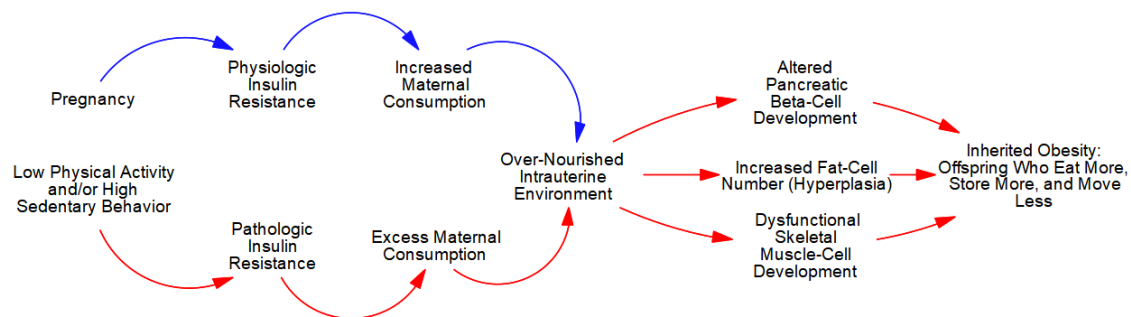 Pregnancy
Physiologic
Insulin
Resistance
Increased
Maternal
Consumption
Low Physical Activity
and/or High
Sedentary Behavior
Pathologic
Insulin
Resistance
Excess Maternal
Consumption
Over-Nourished
Intrauterine
Environment
Altered
Pancreatic
Beta-Cell
Development
Increased Fat-Cell
Number (Hyperplasia)
Dysfunctional
Skeletal
Muscle-Cell
Development
Inherited Obesity:
Offspring Who Eat More,
Store More, and Move
Less